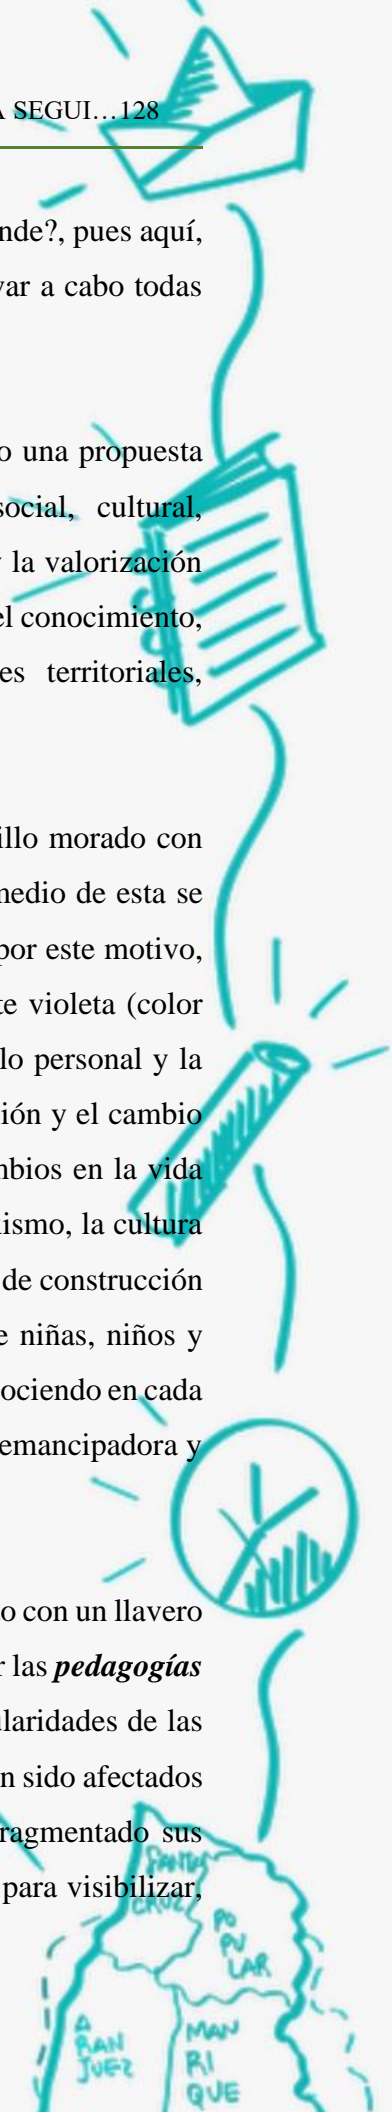 A SEGUI…128
nde?, pues aquí,
var a cabo todas
o una propuesta
social, cultural,
y la valorización
el conocimiento,
es territoriales,
illo morado con
medio de esta se
por este motivo,
te violeta (color
lo personal y la
ión y el cambio
mbios en la vida
ismo, la cultura
de construcción
e niñas, niños y
nociendo en cada
emancipadora y
o con un llavero
r las pedagogías
ularidades de las
n sido afectados
ragmentado sus
para visibilizar,
SANTA
CRUZ
PO
PU
LAR
A
RAN
JUEZ
MAN
RI
QUE